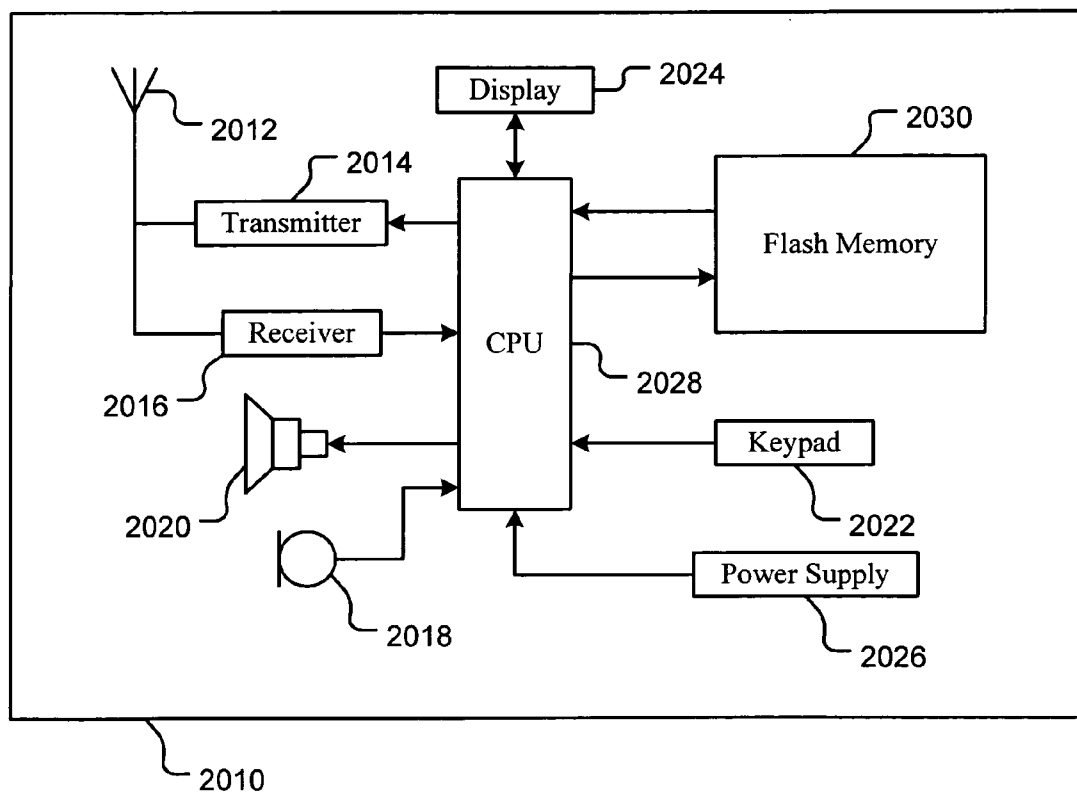 2024
Display
2012
2030
2014
Transmitter
Flash Memory
Receiver
CPU
2016
2028
Keypad
2020
2022
Power Supply
2018
2026
2010